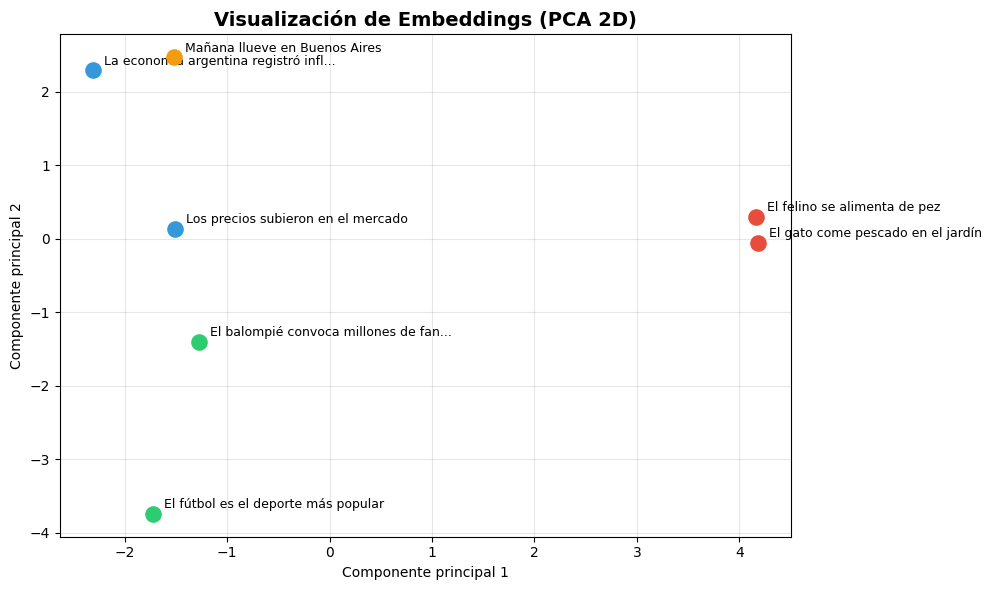 Visualización de Embeddings (PCA 2D)
Mañana llueve en Buenos Aires
La economía argentina registró infl...
Los precios subieron en el mercado
El felino se alimenta de pez
El gato come pescado en el jardín
El balompié convoca millones de fan...
El fútbol es el deporte más popular
Componente principal 2
2
1
0
−1
−2
−3
−4
−2
−1
0
1
2
3
4
Componente principal 1